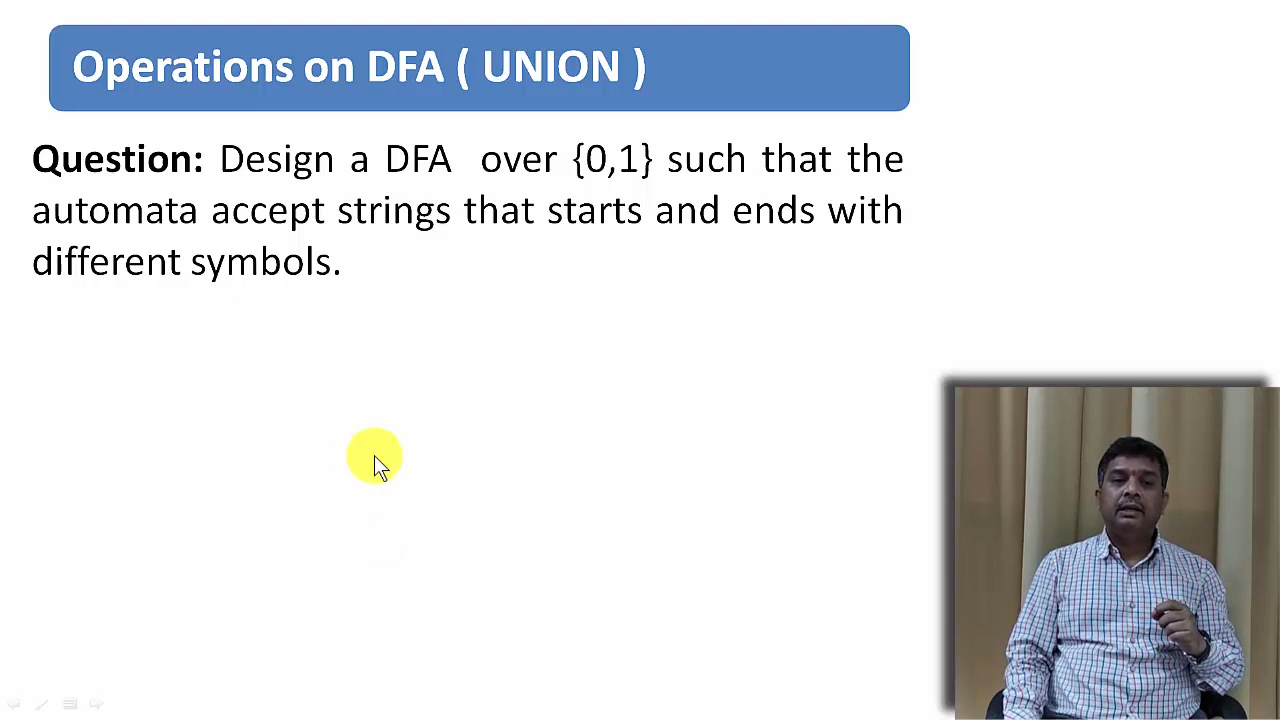 Operations on DFA ( UNION )
Question: Design a DFA over {0,1} such that the
automata accept strings that starts and ends with
different symbols.